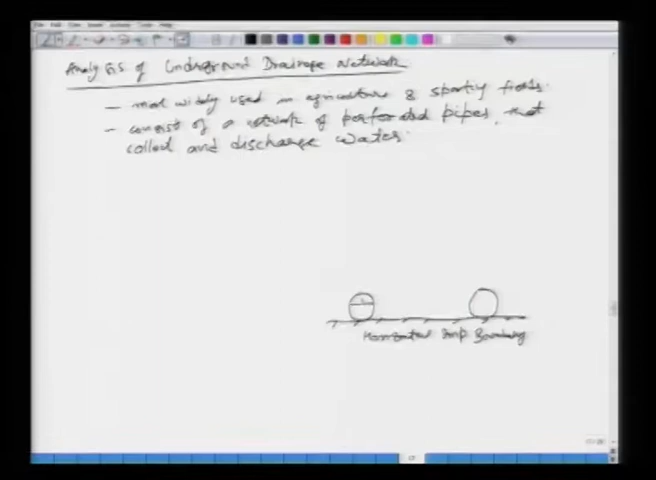 Analysis of Underground Drainage Network
- most widely used in agriculture & sporting fields.
- consist of a network of perforated pipes, that
collect and discharge water.
Horizontal Imp Boundary